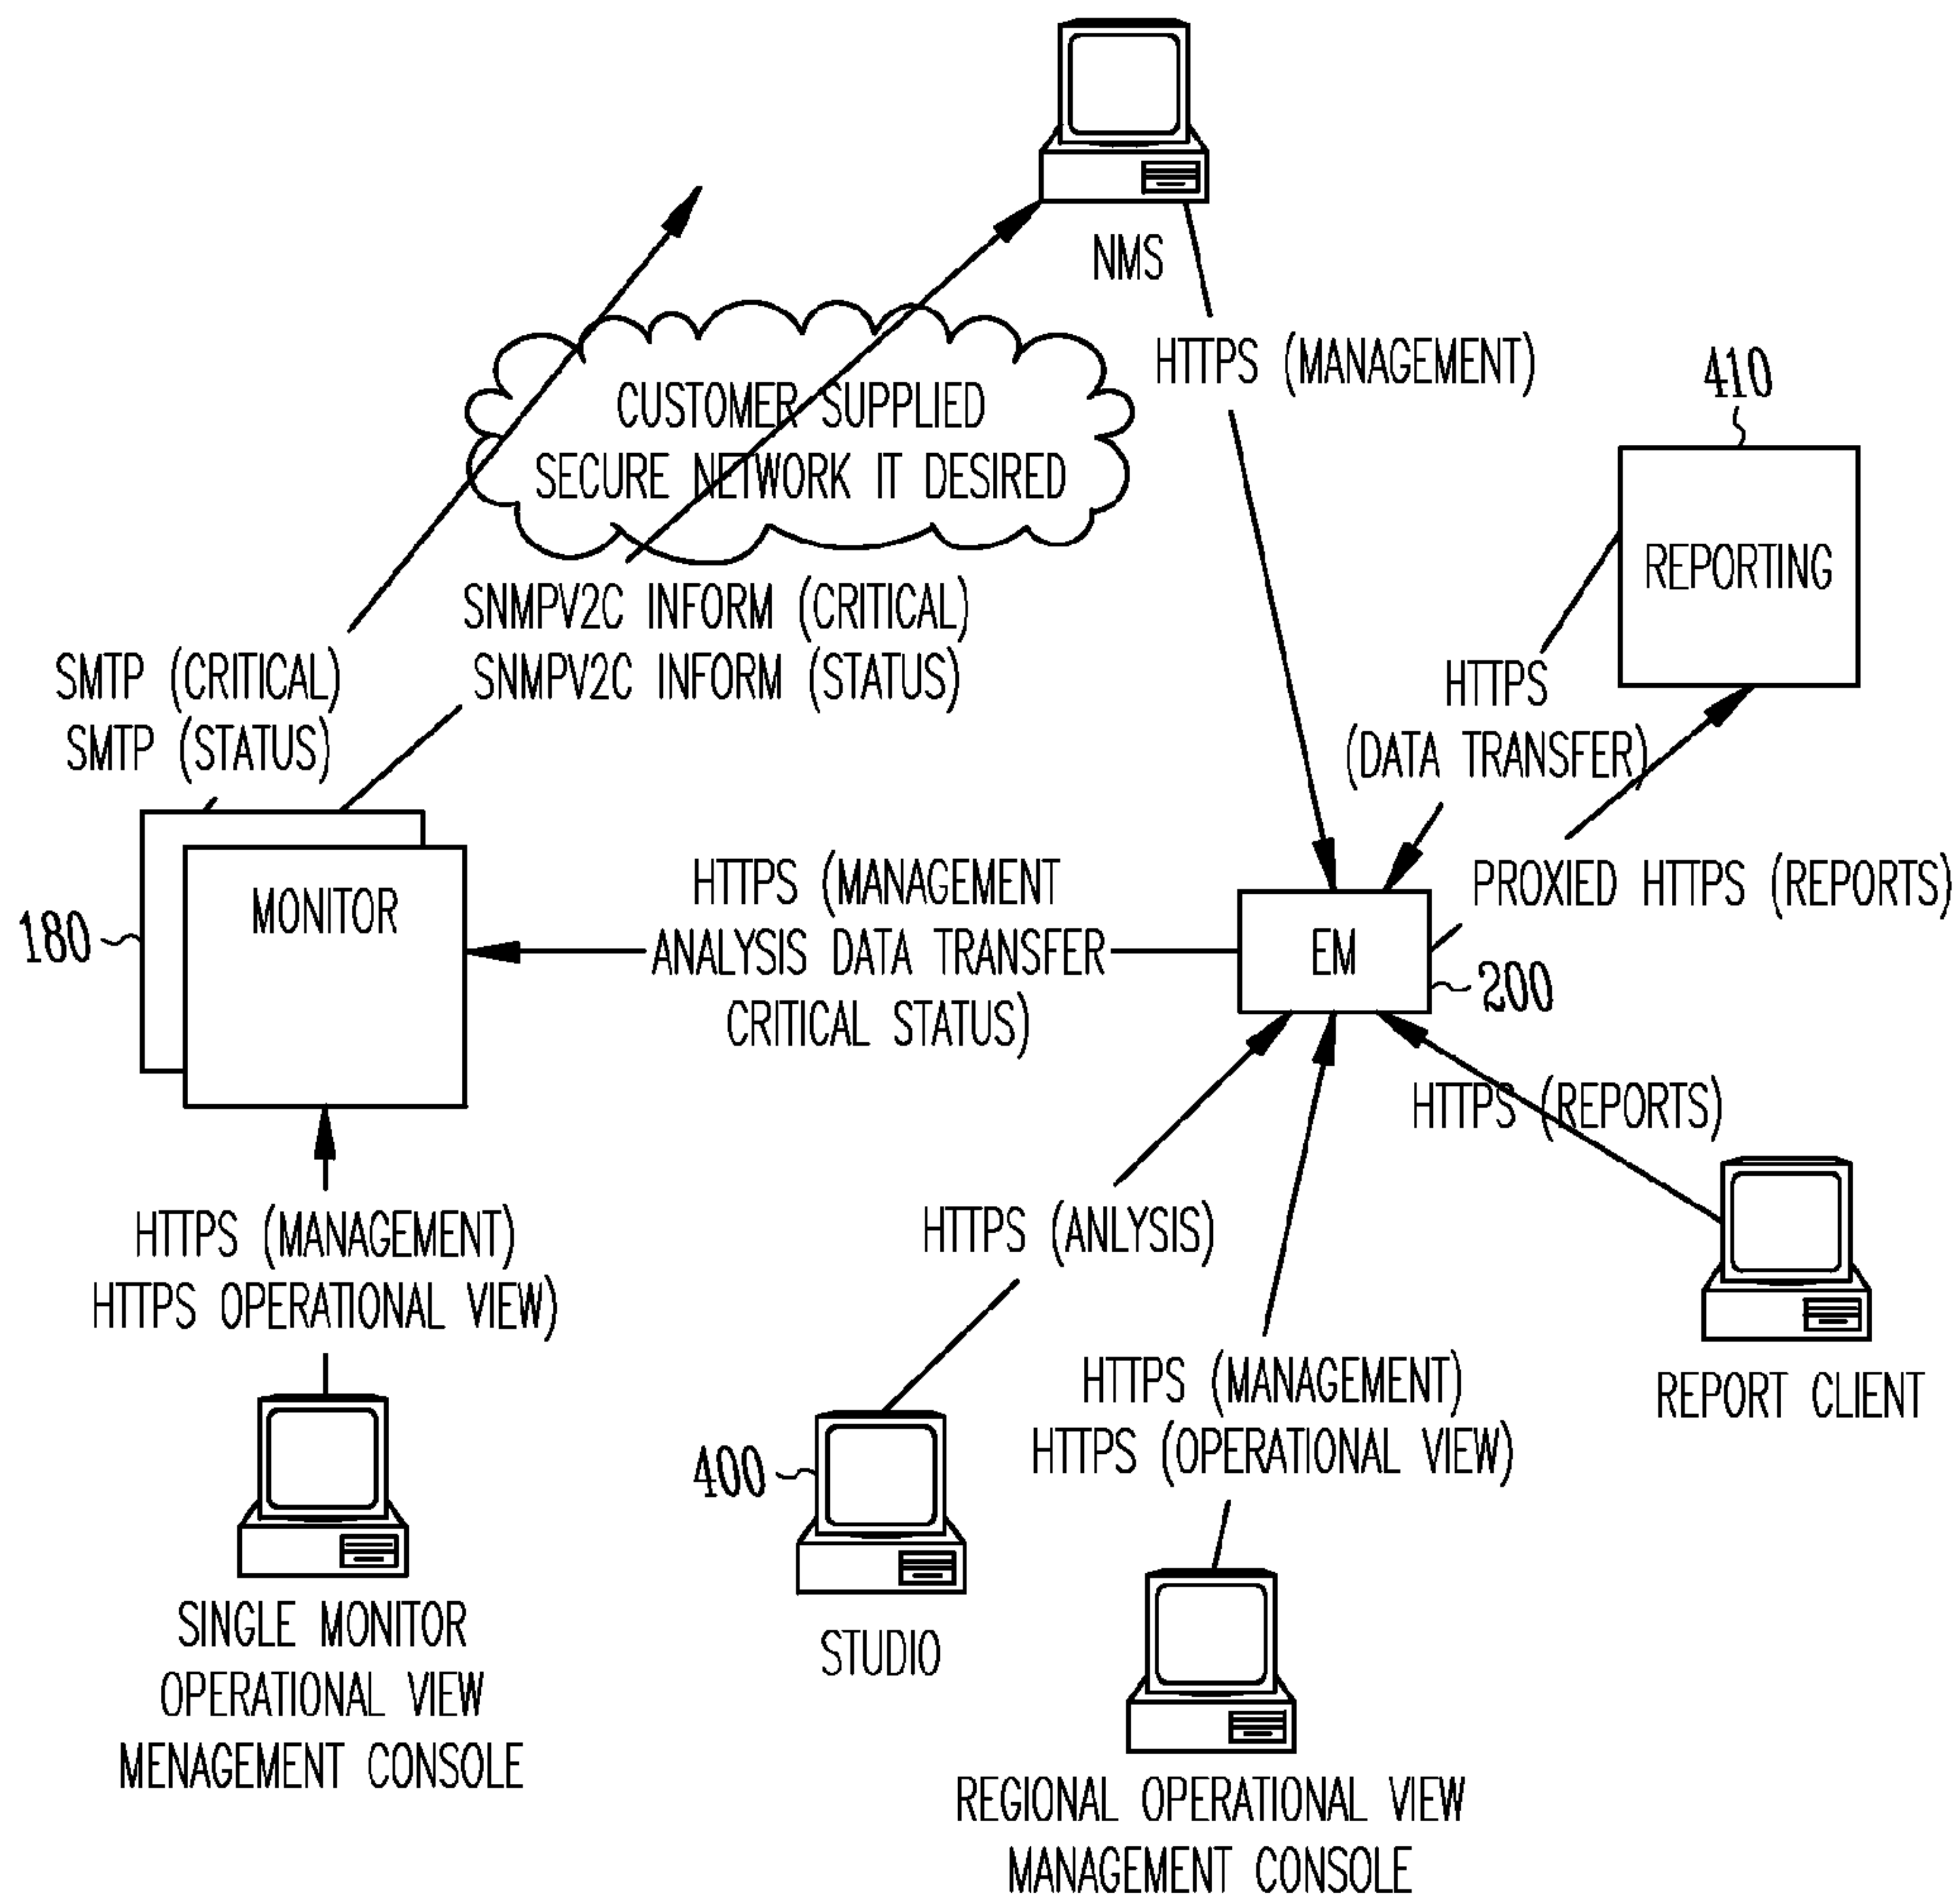 NMS
HTTPS (MANAGEMENT)
410
CUSTOMER SUPPLIED
SECURE NETWORK IT DESIRED
REPORTING
SNMPV2C INFORM (CRITICAL)
SNMPV2C INFORM (STATUS)
SMTP (CRITICAL)
SMTP (STATUS)
HTTPS
(DATA TRANSFER)
PROXIED HTTPS (REPORTS)
MONITOR
180
HTTPS (MANAGEMENT
ANALYSIS DATA TRANSFER
CRITICAL STATUS)
EM
200
HTTPS (REPORTS)
HTTPS (MANAGEMENT)
HTTPS OPERATIONAL VIEW)
HTTPS (ANLYSIS)
HTTPS (MANAGEMENT)
HTTPS (OPERATIONAL VIEW)
REPORT CLIENT
400
SINGLE MONITOR
OPERATIONAL VIEW
MENAGEMENT CONSOLE
STUDIO
REGIONAL OPERATIONAL VIEW
MANAGEMENT CONSOLE